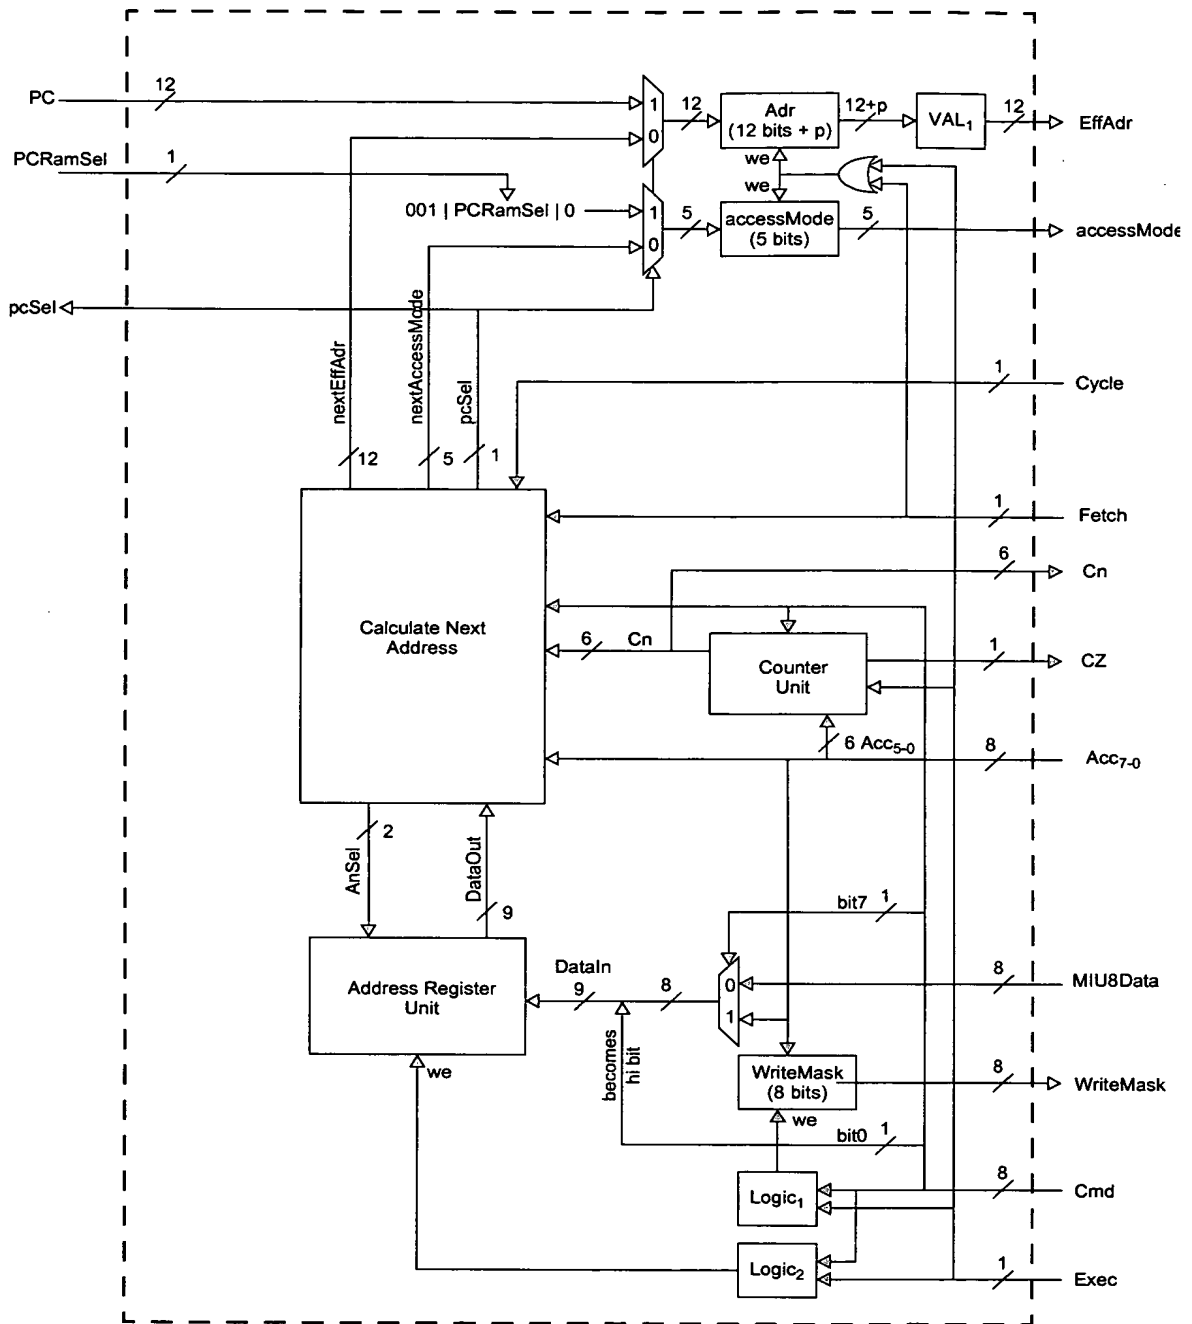 PC
12
1
0
12
Adr
(12 bits + p)
12+p
VAL1
12
EffAdr
PCRamSel
1
we
we
001 | PCRamSel | 0
1
0
5
accessMode
(5 bits)
5
accessMode
pcSel
nextEffAdr
nextAccessMode
pcSel
12
5
1
1
Cycle
1
Fetch
6
Cn
Calculate Next
Address
6
Cn
Counter
Unit
1
CZ
6 Acc5-0
8
Acc7-0
2
AnSel
DataOut
9
bit7
1
Address Register
Unit
DataIn
9
8
0
1
8
MIU8Data
we
becomes
hi bit
WriteMask
(8 bits)
8
WriteMask
we
bit0
1
Logic1
8
Cmd
Logic2
1
Exec